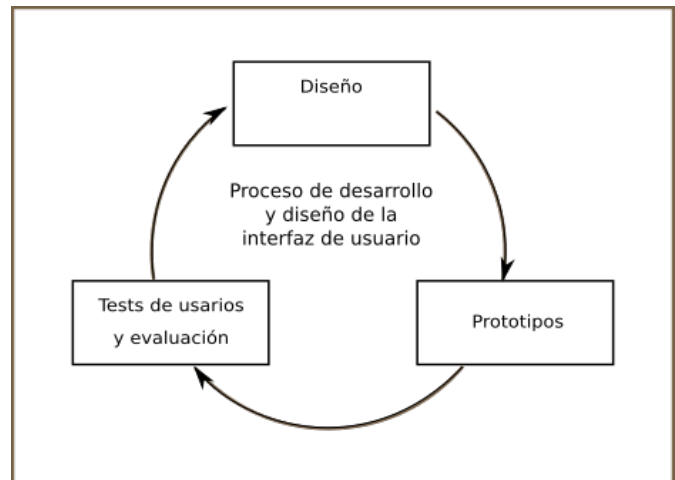 Diseño
Proceso de desarrollo
y diseño de la
interfaz de usuario
Tests de usarios
y evaluación
Prototipos